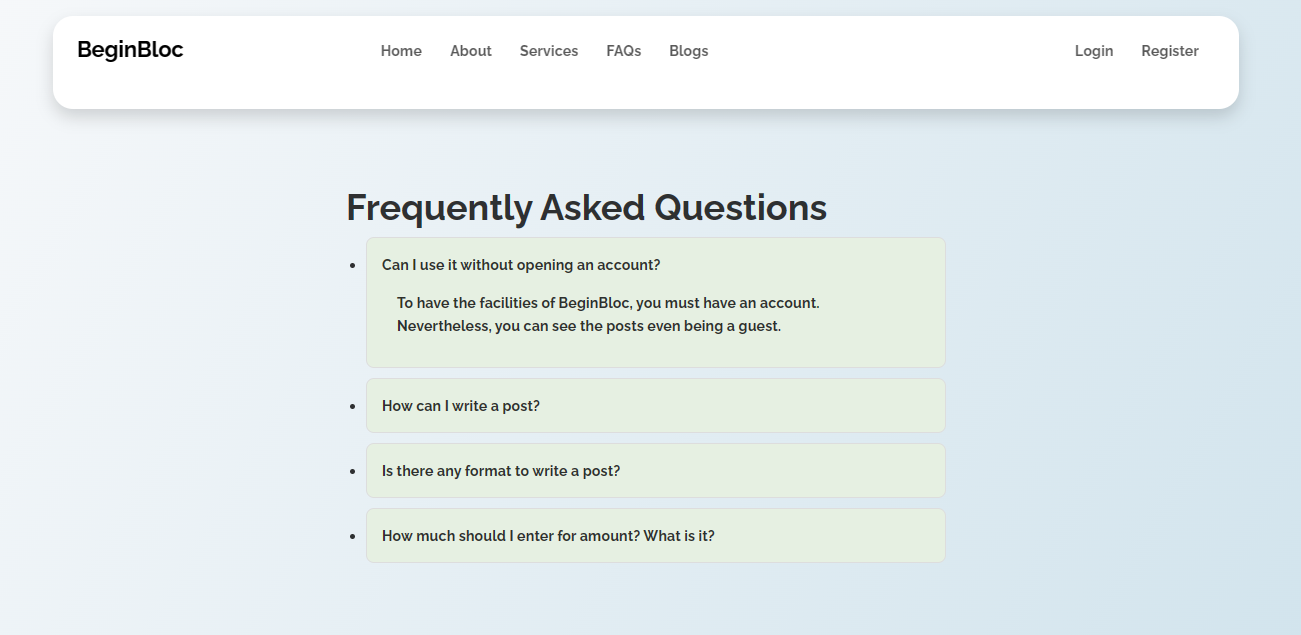 BeginBloc Home About Services FAQs Blogs Login Register
Frequently Asked Questions
Can I use it without opening an account?
To have the facilities of BeginBloc, you must have an account.
Nevertheless, you can see the posts even being a guest.
How can I write a post?
Is there any format to write a post?
How much should I enter for amount? What is it?